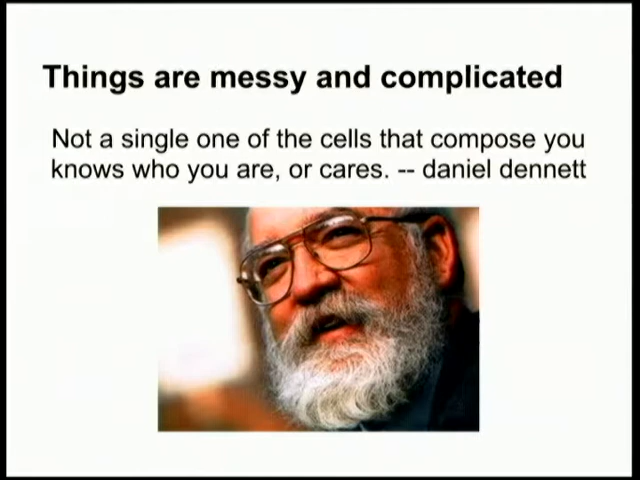 Things are messy and complicated
Not a single one of the cells that compose you
knows who you are, or cares. -- daniel dennett